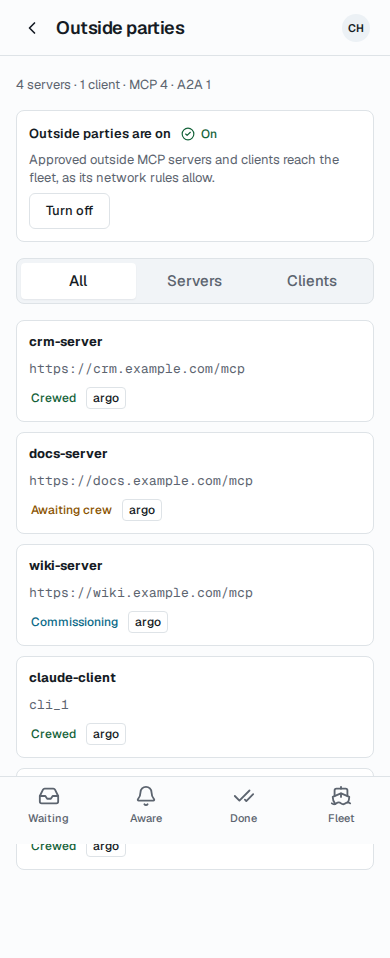 Outside parties
CH
4 servers · 1 client · MCP 4 · A2A 1
Outside parties are on
On
Approved outside MCP servers and clients reach the
fleet, as its network rules allow.
Turn off
All
Servers
Clients
crm-server
https://crm.example.com/mcp
Crewed
argo
docs-server
https://docs.example.com/mcp
Awaiting crew
argo
wiki-server
https://wiki.example.com/mcp
Commissioning
argo
claude-client
cli_1
Crewed
argo
Waiting
Aware
Done
Fleet
Crewed
argo